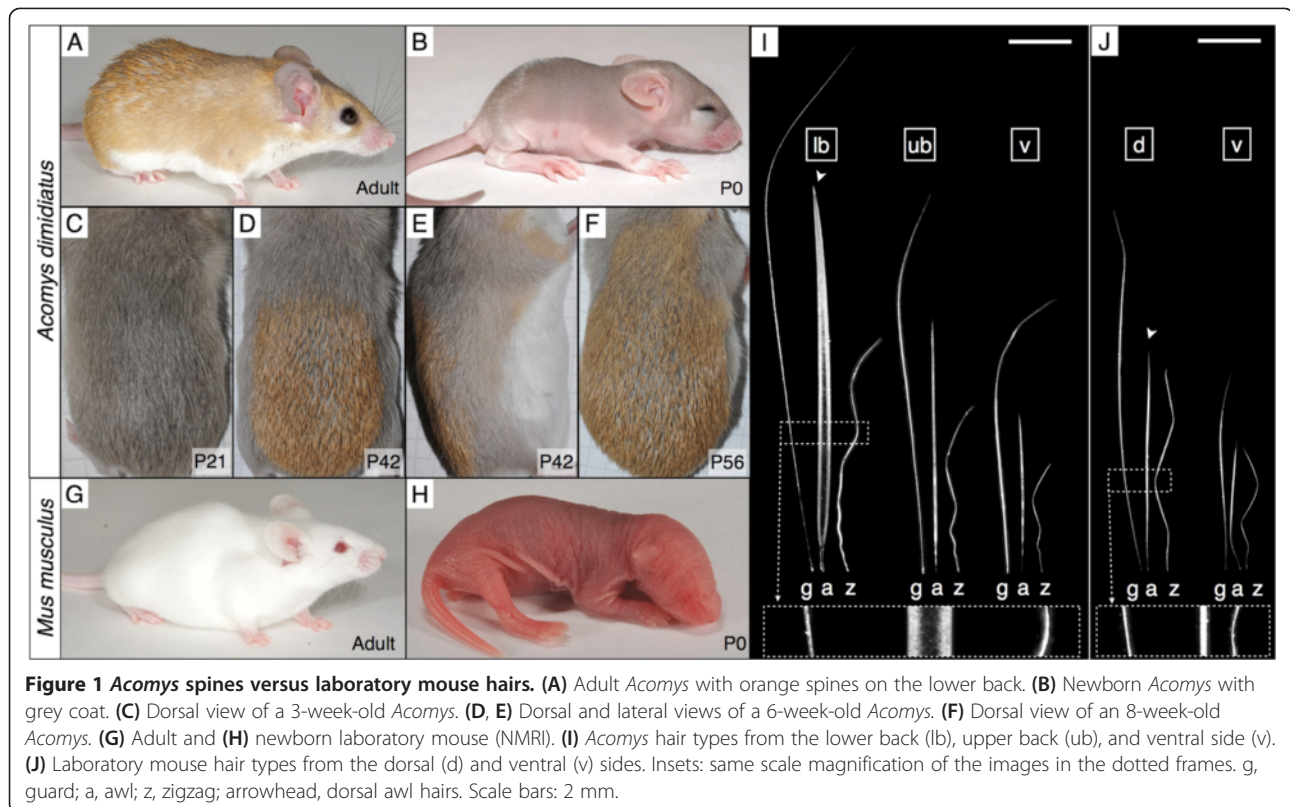 Acomys dimidiatus
Mus musculus
A
Adult
B
P0
C
P21
D
P42
E
P42
F
P56
G
Adult
H
P0
I
lb
ub
v
g a z
g a z
g a z
J
d
v
g a z
g a z
Figure 1 Acomys spines versus laboratory mouse hairs. (A) Adult Acomys with orange spines on the lower back. (B) Newborn Acomys with
grey coat. (C) Dorsal view of a 3-week-old Acomys. (D, E) Dorsal and lateral views of a 6-week-old Acomys. (F) Dorsal view of an 8-week-old
Acomys. (G) Adult and (H) newborn laboratory mouse (NMRI). (I) Acomys hair types from the lower back (lb), upper back (ub), and ventral side (v).
(J) Laboratory mouse hair types from the dorsal (d) and ventral (v) sides. Insets: same scale magnification of the images in the dotted frames. g,
guard; a, awl; z, zigzag; arrowhead, dorsal awl hairs. Scale bars: 2 mm.